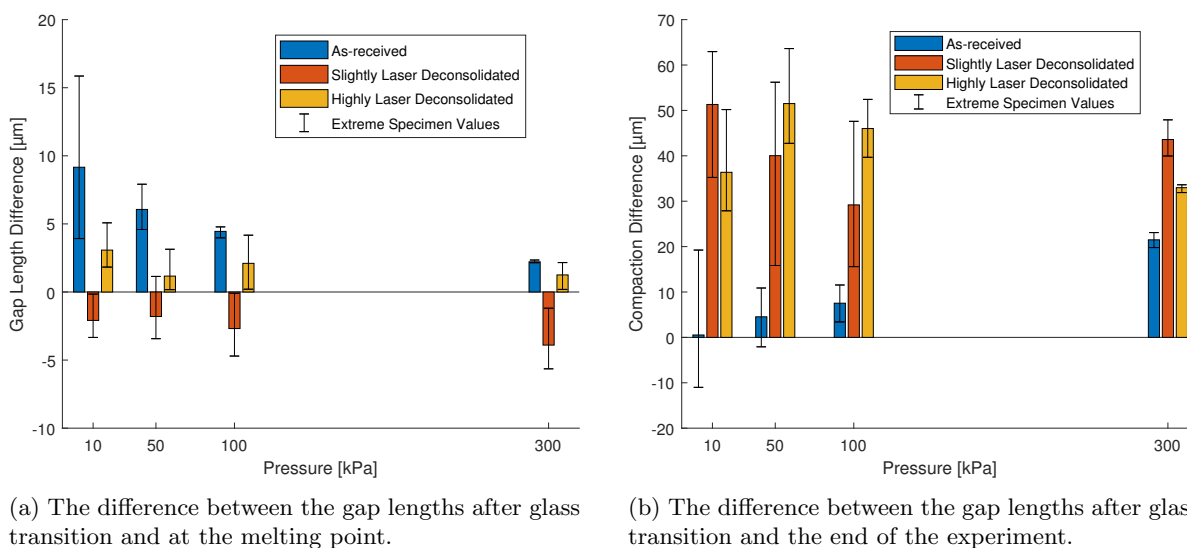 20
15
10
5
0
-5
-10
Gap Length Difference [µm]
As-received
Slightly Laser Deconsolidated
Highly Laser Deconsolidated
Extreme Specimen Values
10 50 100 300
Pressure [kPa]
(a) The difference between the gap lengths after glass
transition and at the melting point.
70
60
50
40
30
20
10
0
-10
-20
Compaction Difference [µm]
As-received
Slightly Laser Deconsolidated
Highly Laser Deconsolidated
Extreme Specimen Values
10 50 100 300
Pressure [kPa]
(b) The difference between the gap lengths after glas
transition and the end of the experiment.